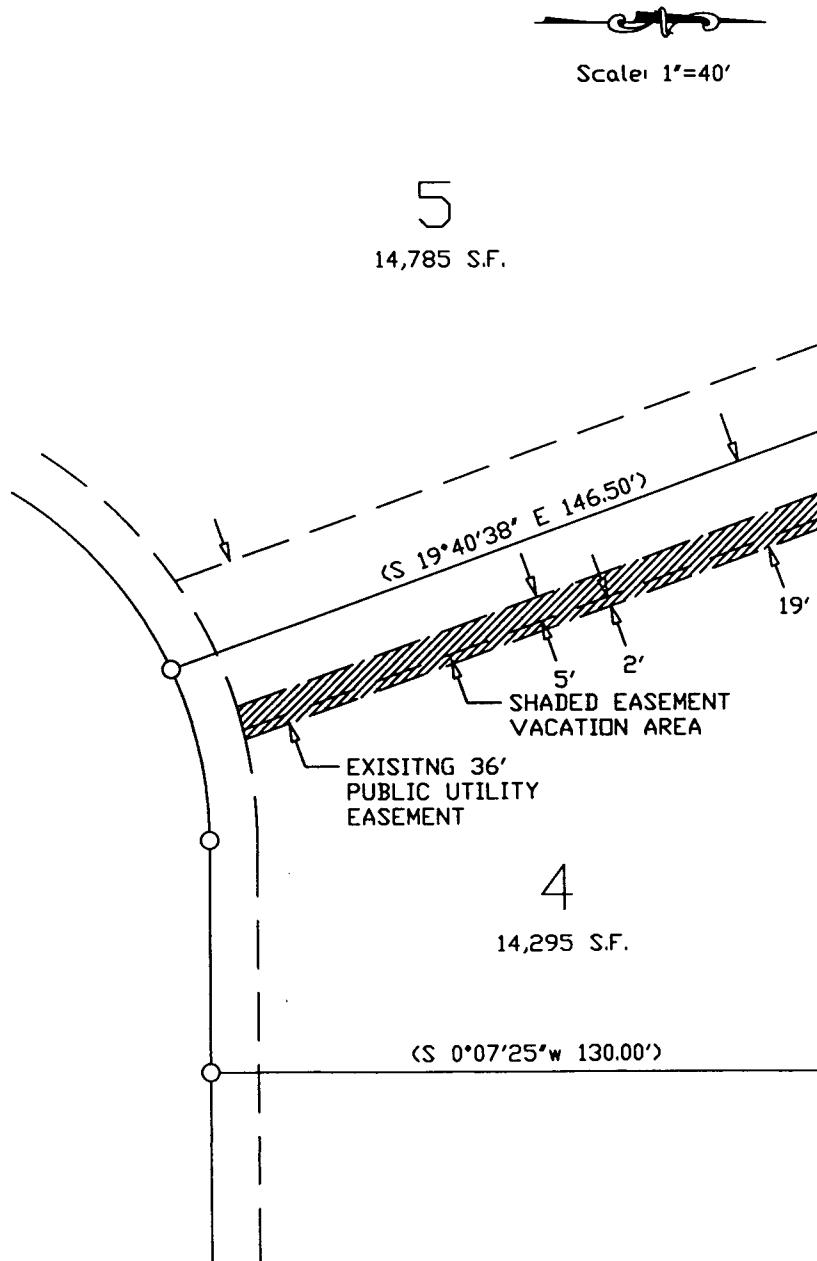 Scale: 1"=40'
5
14,785 S.F.
(S 19°40'38" E 146.50')
19'
2'
5'
SHADED EASEMENT
VACATION AREA
EXISITNG 36'
PUBLIC UTILITY
EASEMENT
4
14,295 S.F.
(S 0°07'25"w 130.00')